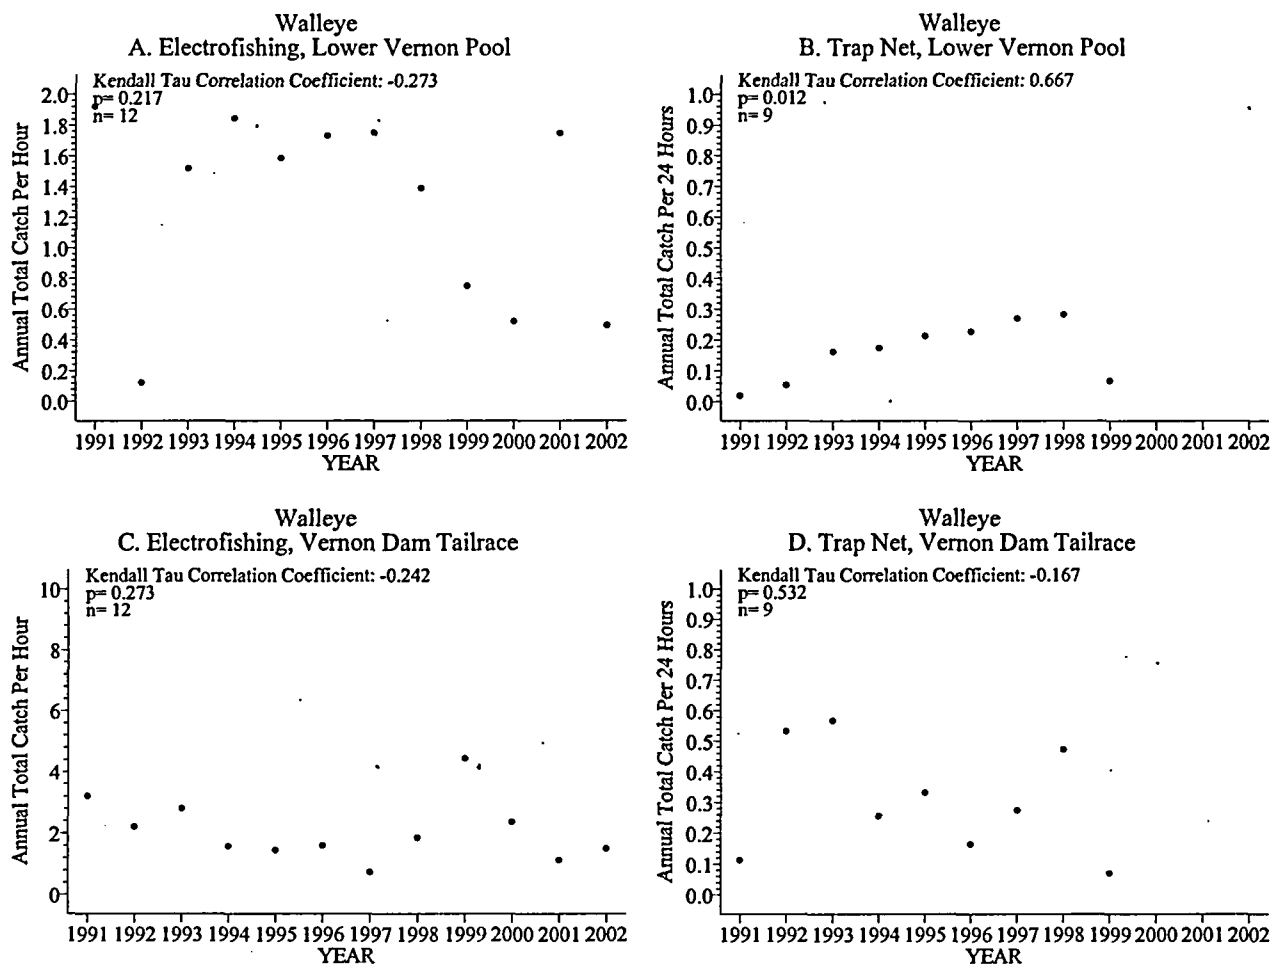 Walleye
A. Electrofishing, Lower Vernon Pool
Kendall Tau Correlation Coefficient: -0.273
p= 0.217
n= 12
Annual Total Catch Per Hour
2.0
1.8
1.6
1.4
1.2
1.0
0.8
0.6
0.4
0.2
0.0
1991 1992 1993 1994 1995 1996 1997 1998 1999 2000 2001 2002
YEAR
Walleye
B. Trap Net, Lower Vernon Pool
Kendall Tau Correlation Coefficient: 0.667
p= 0.012
n= 9
Annual Total Catch Per 24 Hours
1.0
0.9
0.8
0.7
0.6
0.5
0.4
0.3
0.2
0.1
0.0
1991 1992 1993 1994 1995 1996 1997 1998 1999 2000 2001 2002
YEAR
Walleye
C. Electrofishing, Vernon Dam Tailrace
Kendall Tau Correlation Coefficient: -0.242
p= 0.273
n= 12
Annual Total Catch Per Hour
10
8
6
4
2
0
1991 1992 1993 1994 1995 1996 1997 1998 1999 2000 2001 2002
YEAR
Walleye
D. Trap Net, Vernon Dam Tailrace
Kendall Tau Correlation Coefficient: -0.167
p= 0.532
n= 9
Annual Total Catch Per 24 Hours
1.0
0.9
0.8
0.7
0.6
0.5
0.4
0.3
0.2
0.1
0.0
1991 1992 1993 1994 1995 1996 1997 1998 1999 2000 2001 2002
YEAR